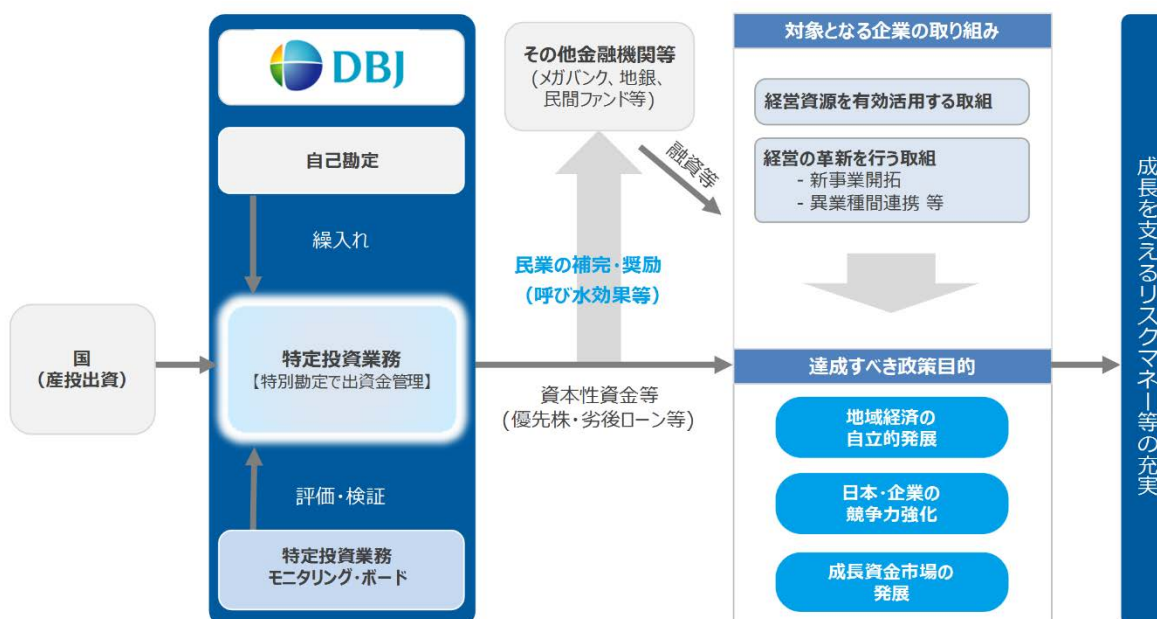 DBJ
自己勘定
繰入れ
国
(産投出資)
特定投資業務
【特別勘定で出資金管理】
評価・検証
特定投資業務
モニタリング・ボード
その他金融機関等
(メガバンク、地銀、
民間ファンド等)
融資等
民業の補完・奨励
(呼び水効果等)
資本性資金等
(優先株・劣後ローン等)
対象となる企業の取り組み
経営資源を有効活用する取組
経営の革新を行う取組
- 新事業開拓
- 異業種間連携 等
達成すべき政策目的
地域経済の
自立的発展
日本・企業の
競争力強化
成長資金市場の
発展
成長を支えるリスクマネー等の充実